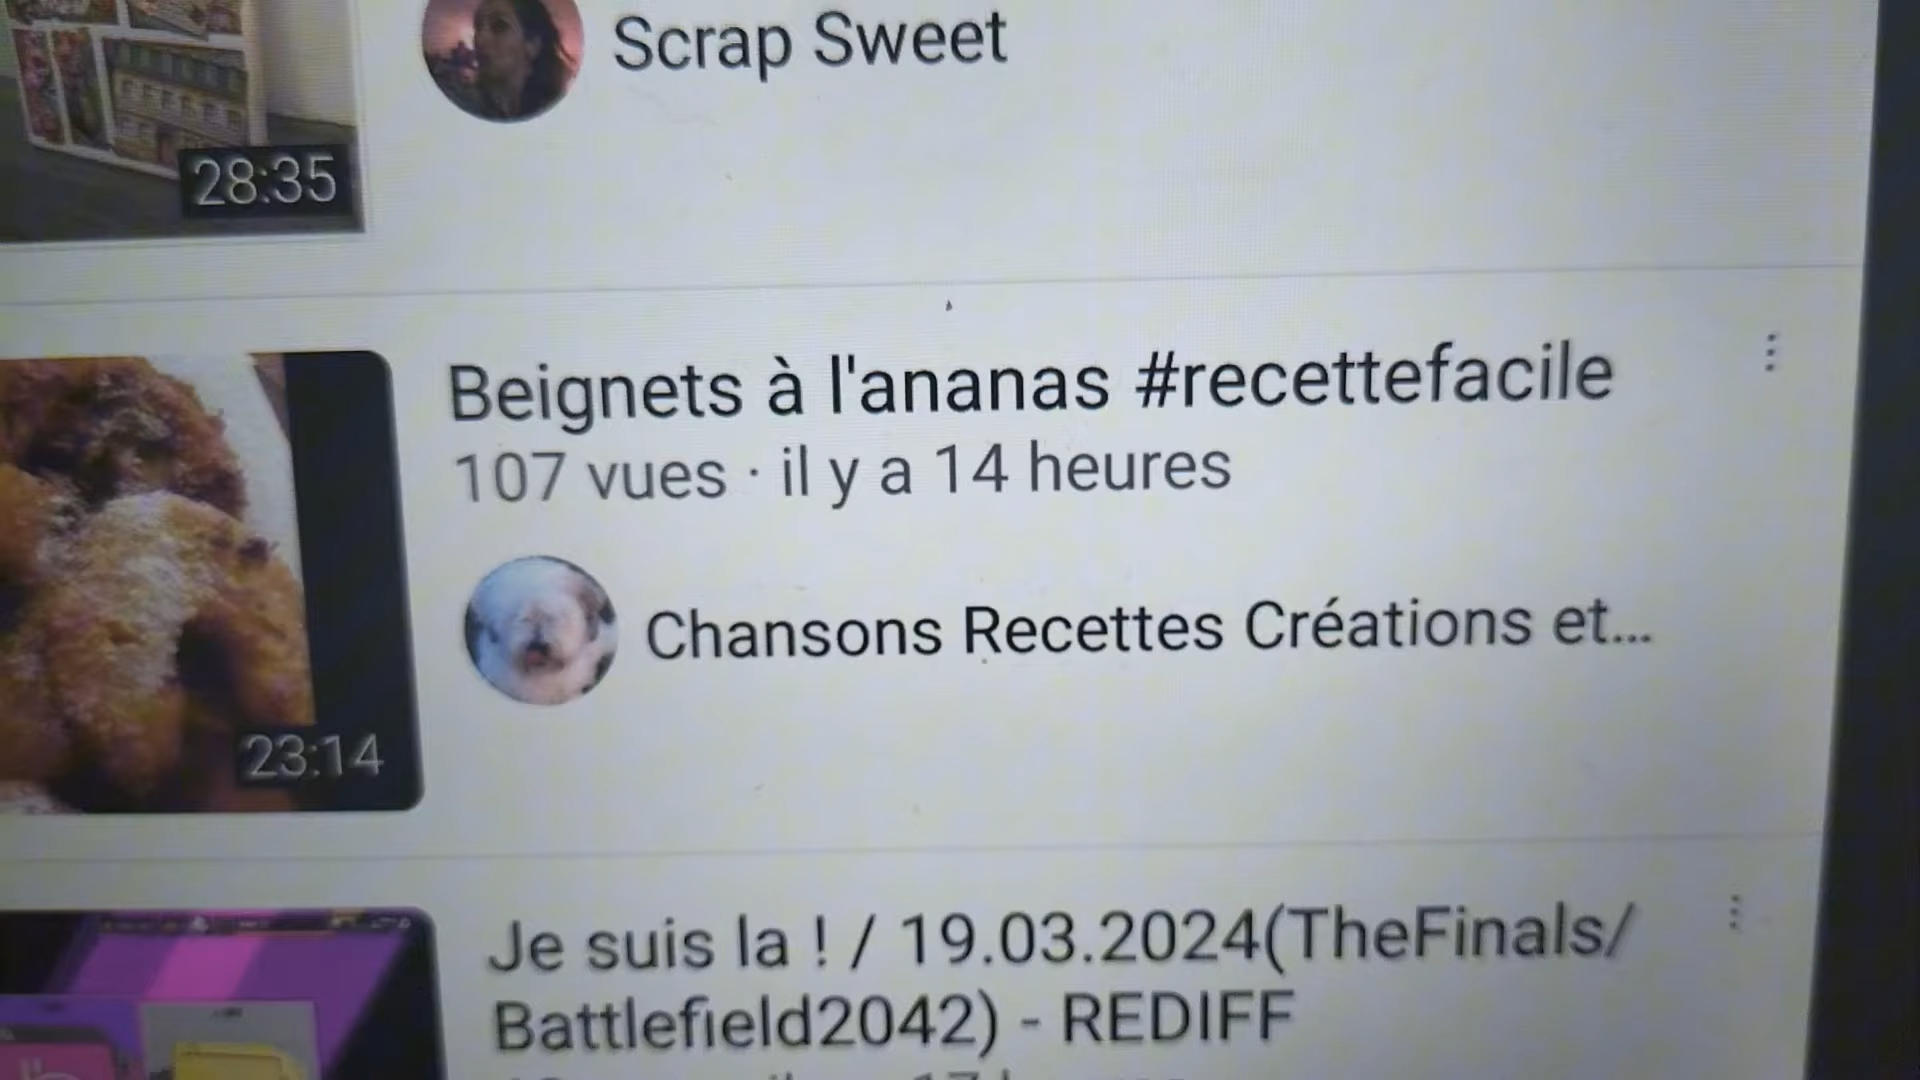 Scrap Sweet
28:35
Beignets à l'ananas #recettefacile
107 vues · il y a 14 heures
Chansons Recettes Créations et...
23:14
Je suis la ! / 19.03.2024(TheFinals/
Battlefield2042) - REDIFF